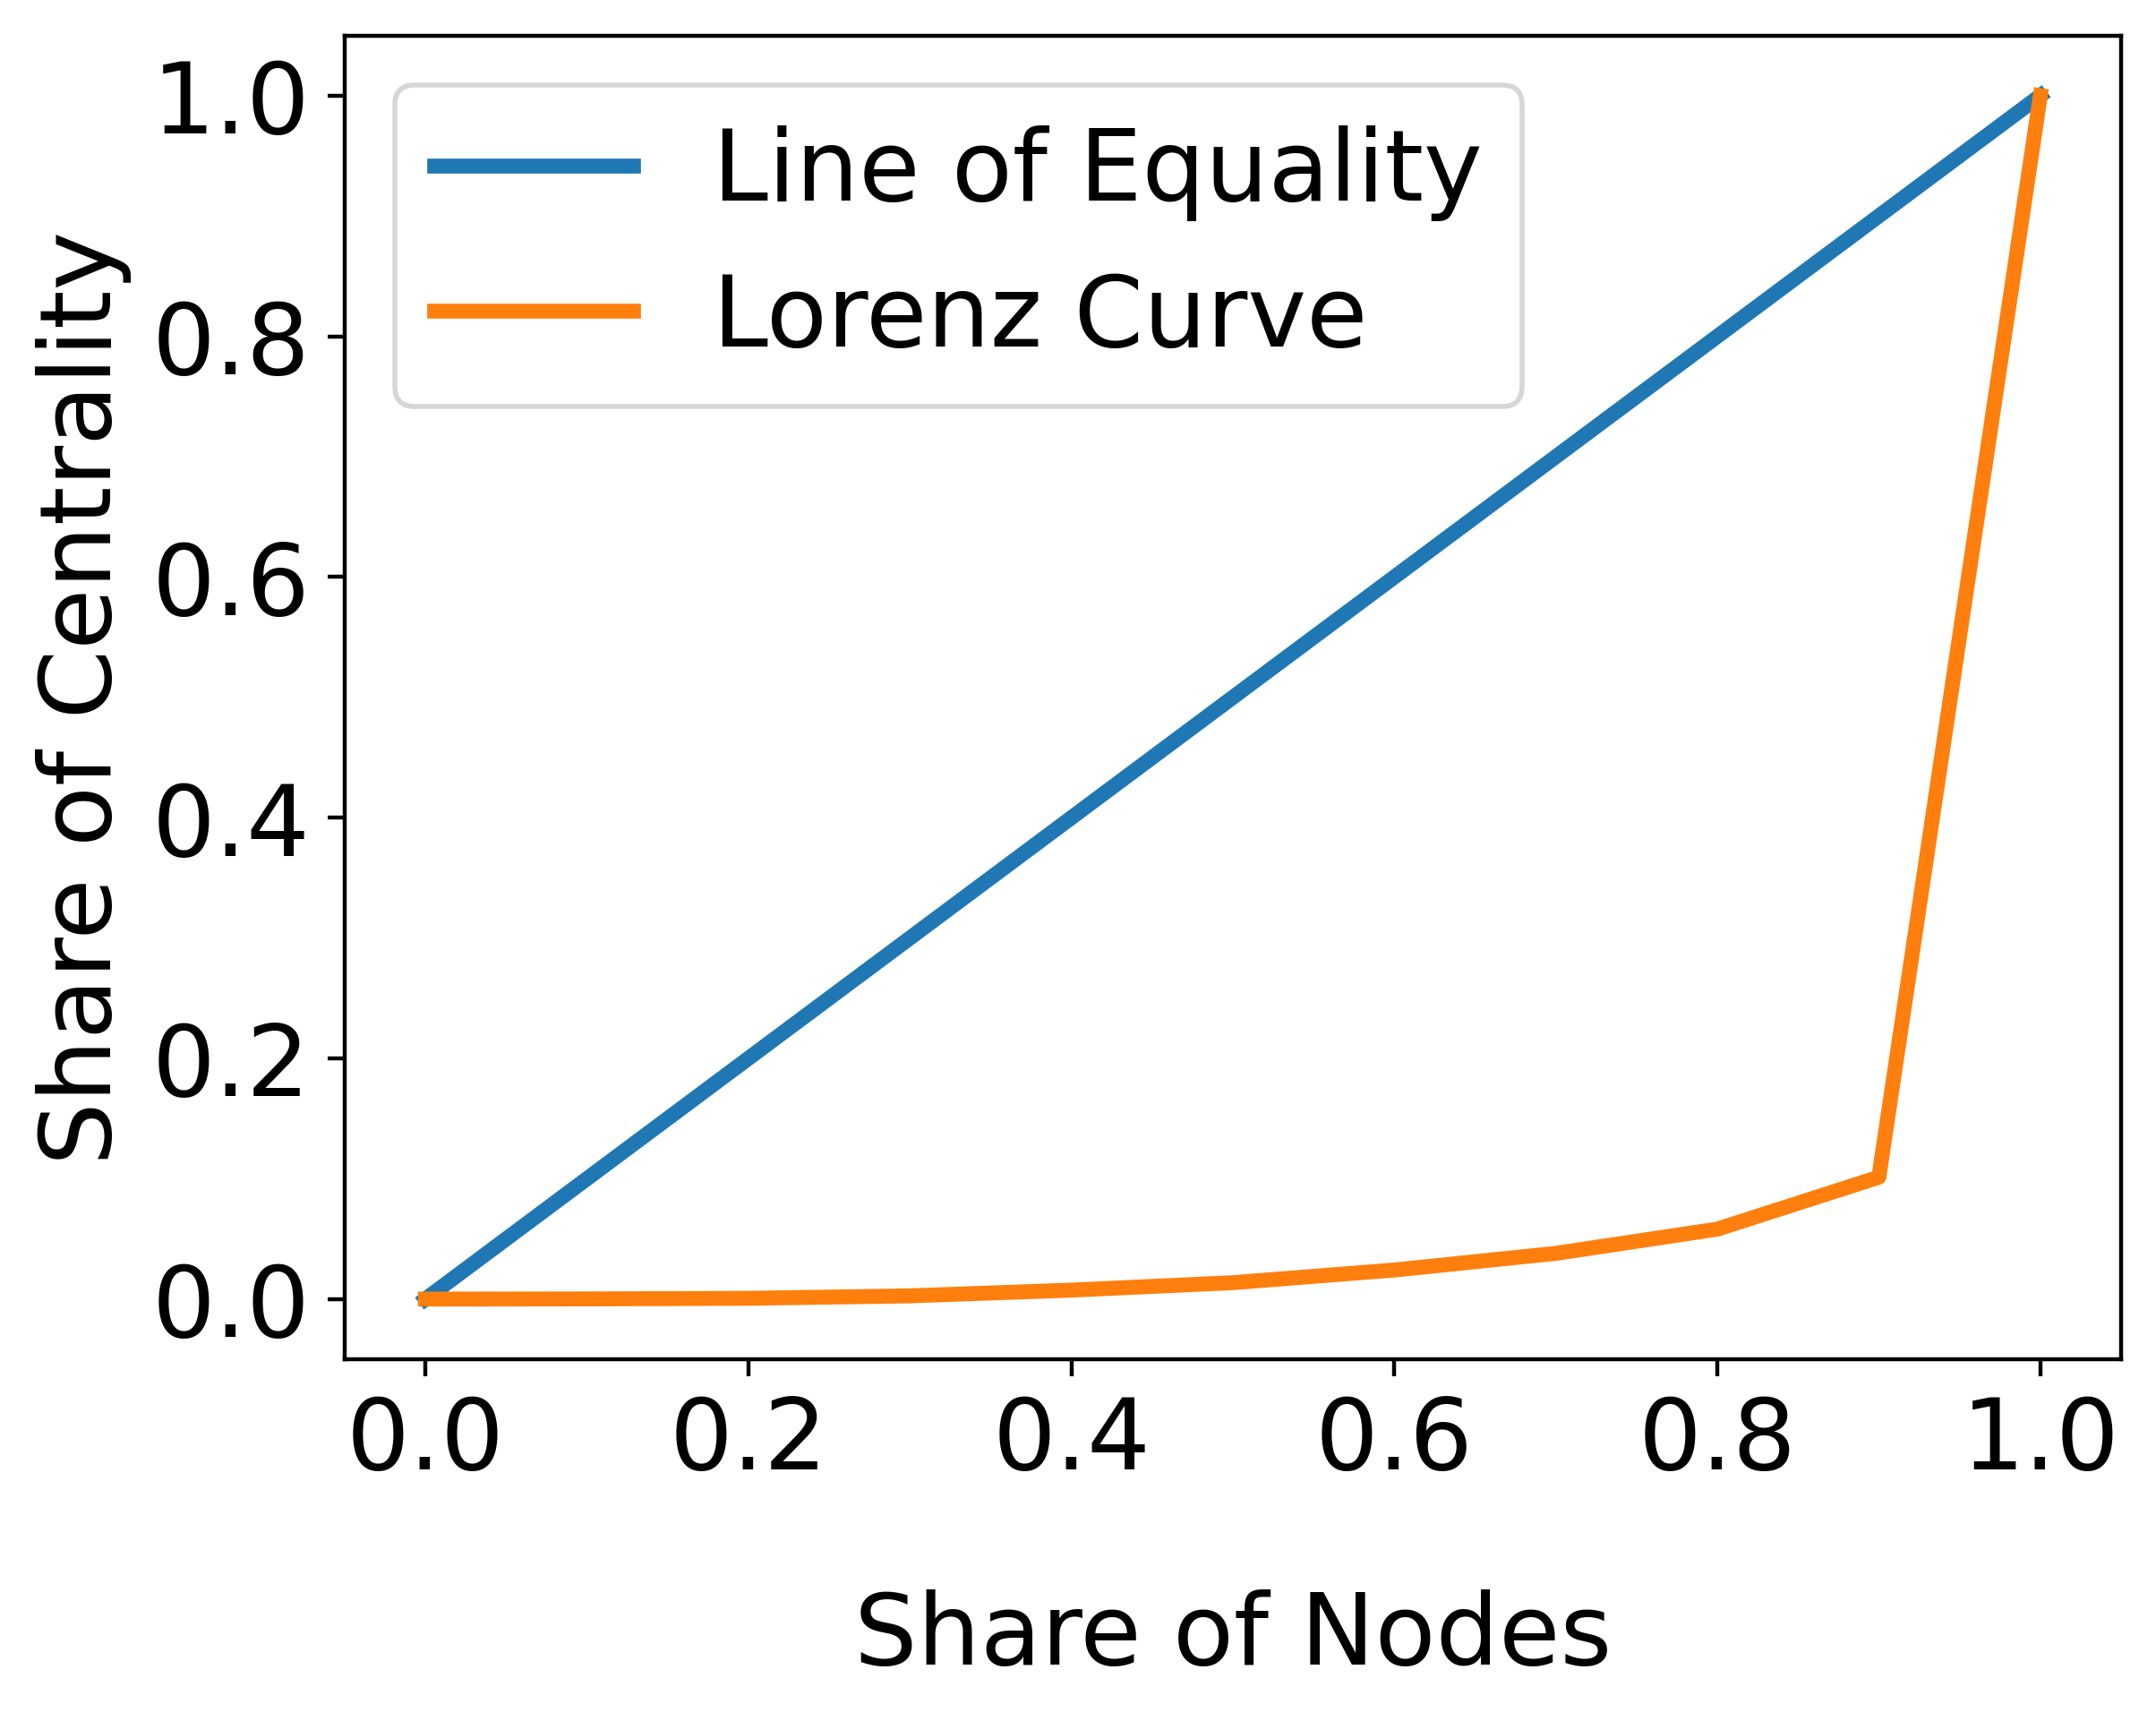 Line of Equality
Lorenz Curve
Share of Centrality
1.0
0.8
0.6
0.4
0.2
0.0
0.0 0.2 0.4 0.6 0.8 1.0
Share of Nodes